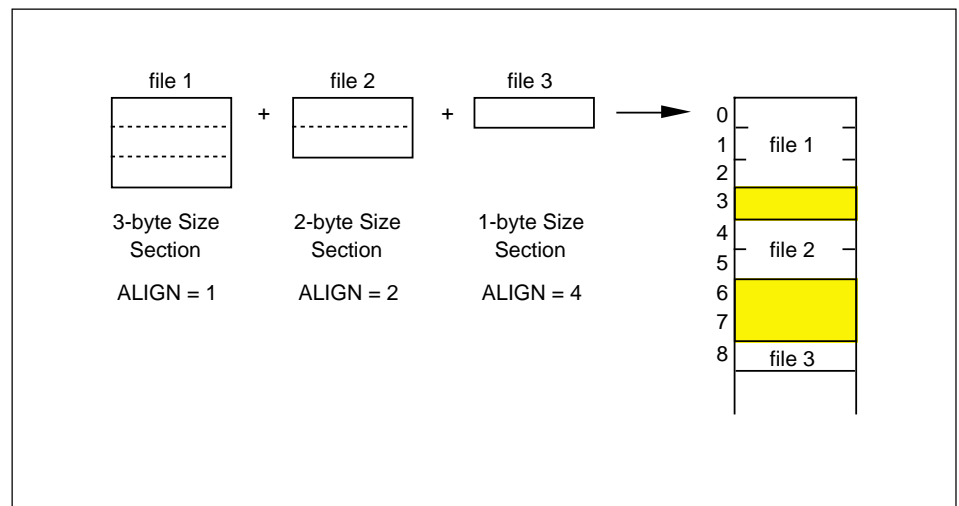 file 1
file 2
file 3
+
+
3-byte Size
Section
ALIGN = 1
2-byte Size
Section
ALIGN = 2
1-byte Size
Section
ALIGN = 4
0
1
file 1
2
3
4
file 2
5
6
7
8
file 3